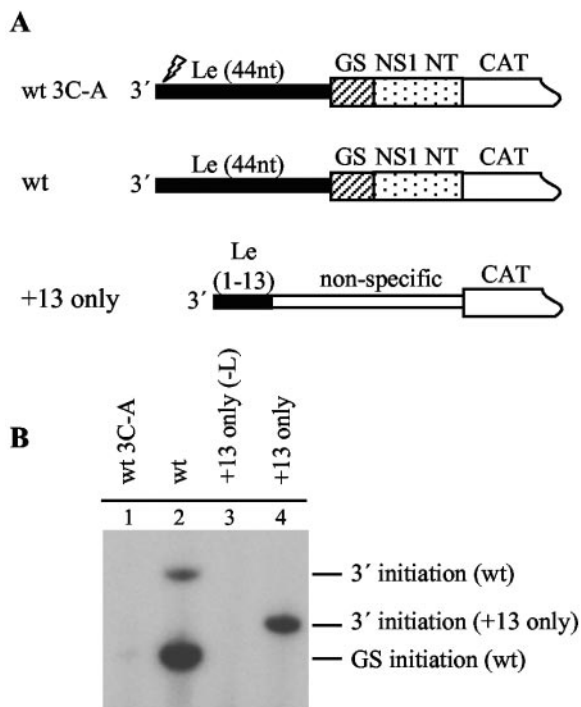 A
wt 3C-A 3´ Le (44nt) GS NS1 NT CAT
wt 3´ Le (44nt) GS NS1 NT CAT
+13 only 3´ Le (1-13) non-specific CAT
B
wt 3C-A
wt
+13 only (-L)
+13 only
1 2 3 4
3´ initiation (wt)
3´ initiation (+13 only)
GS initiation (wt)